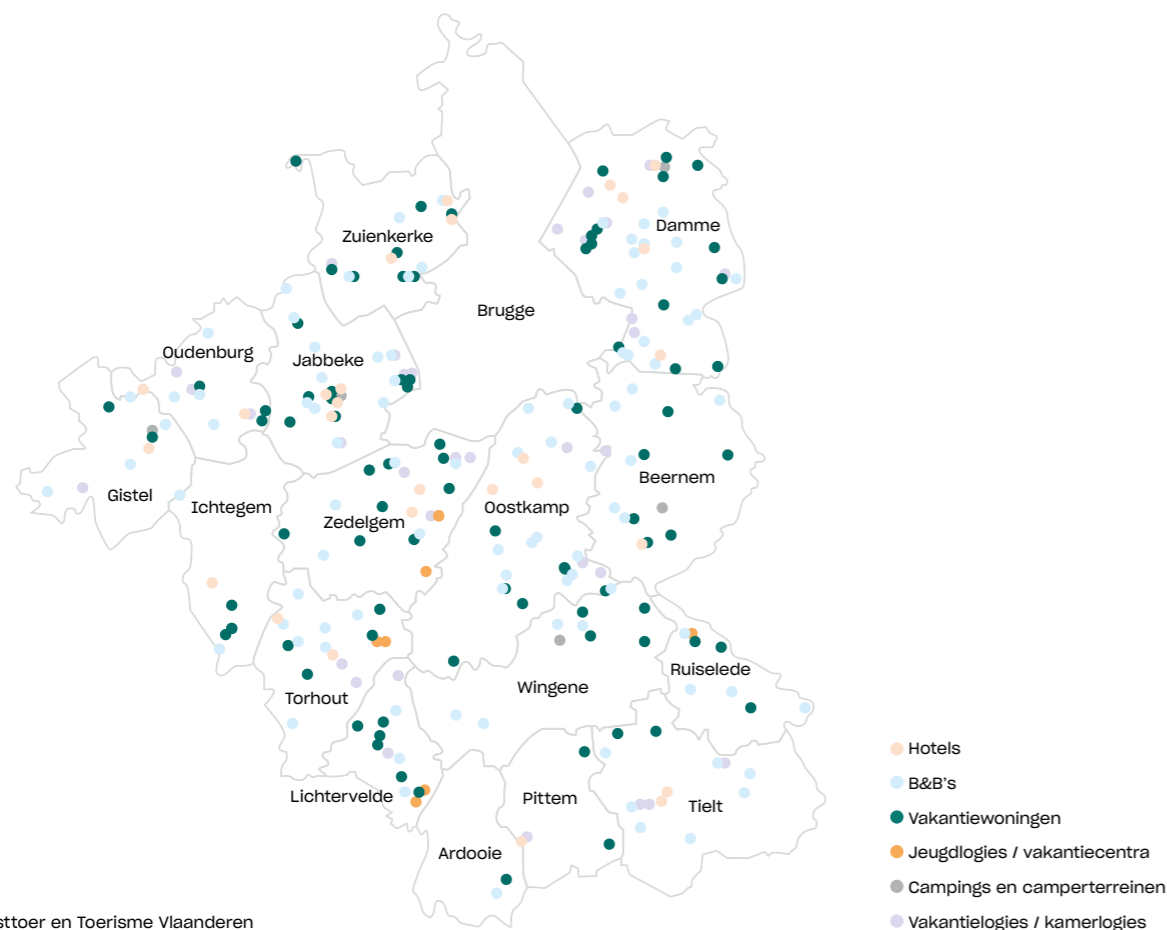 Damme
Zuienkerke
Brugge
Oudenburg
Jabbeke
Beernem
Gistel
Ichtegem
Oostkamp
Zedelgem
Ruiselede
Wingene
Torhout
Hotels
B&B's
Lichtervelde
Pittem
Tielt
Vakantiewoningen
Ardooie
Jeugdlogies / vakantiecentra
Campings en camperterreinen
en Toerisme Vlaanderen
Vakantielogies / kamerlogies